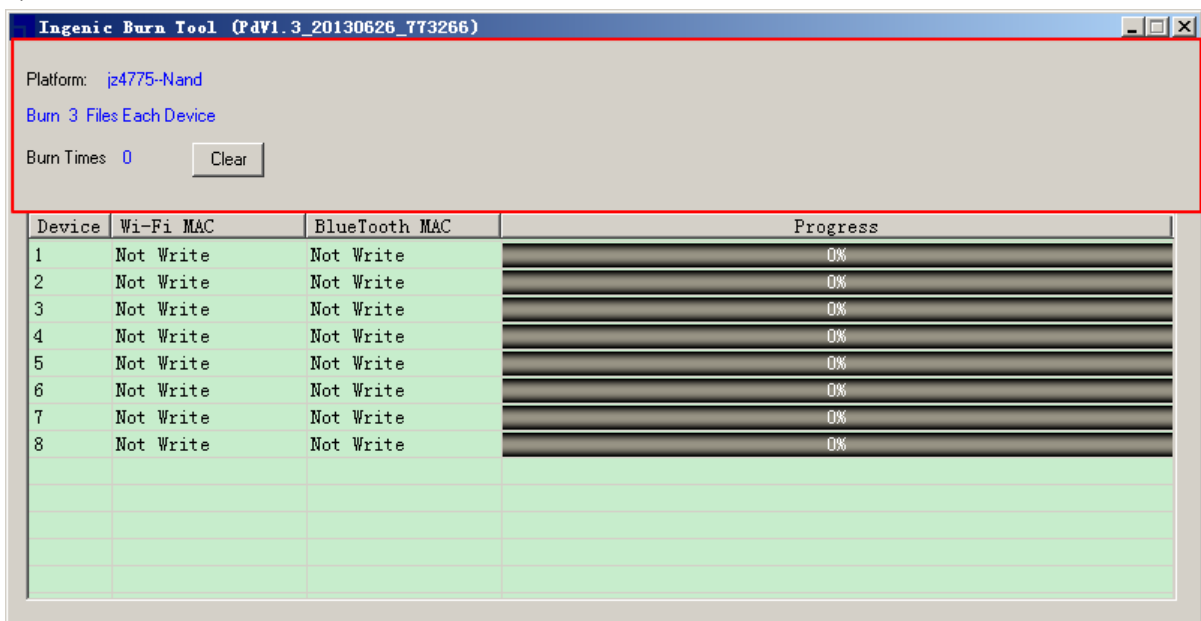 Ingenic Burn Tool (PdV1.3_20130626_773266)
Platform: jz4775--Nand
Burn 3 Files Each Device
Burn Times 0 Clear
Device Wi-Fi MAC BlueTooth MAC Progress
1 Not Write Not Write 0%
2 Not Write Not Write 0%
3 Not Write Not Write 0%
4 Not Write Not Write 0%
5 Not Write Not Write 0%
6 Not Write Not Write 0%
7 Not Write Not Write 0%
8 Not Write Not Write 0%